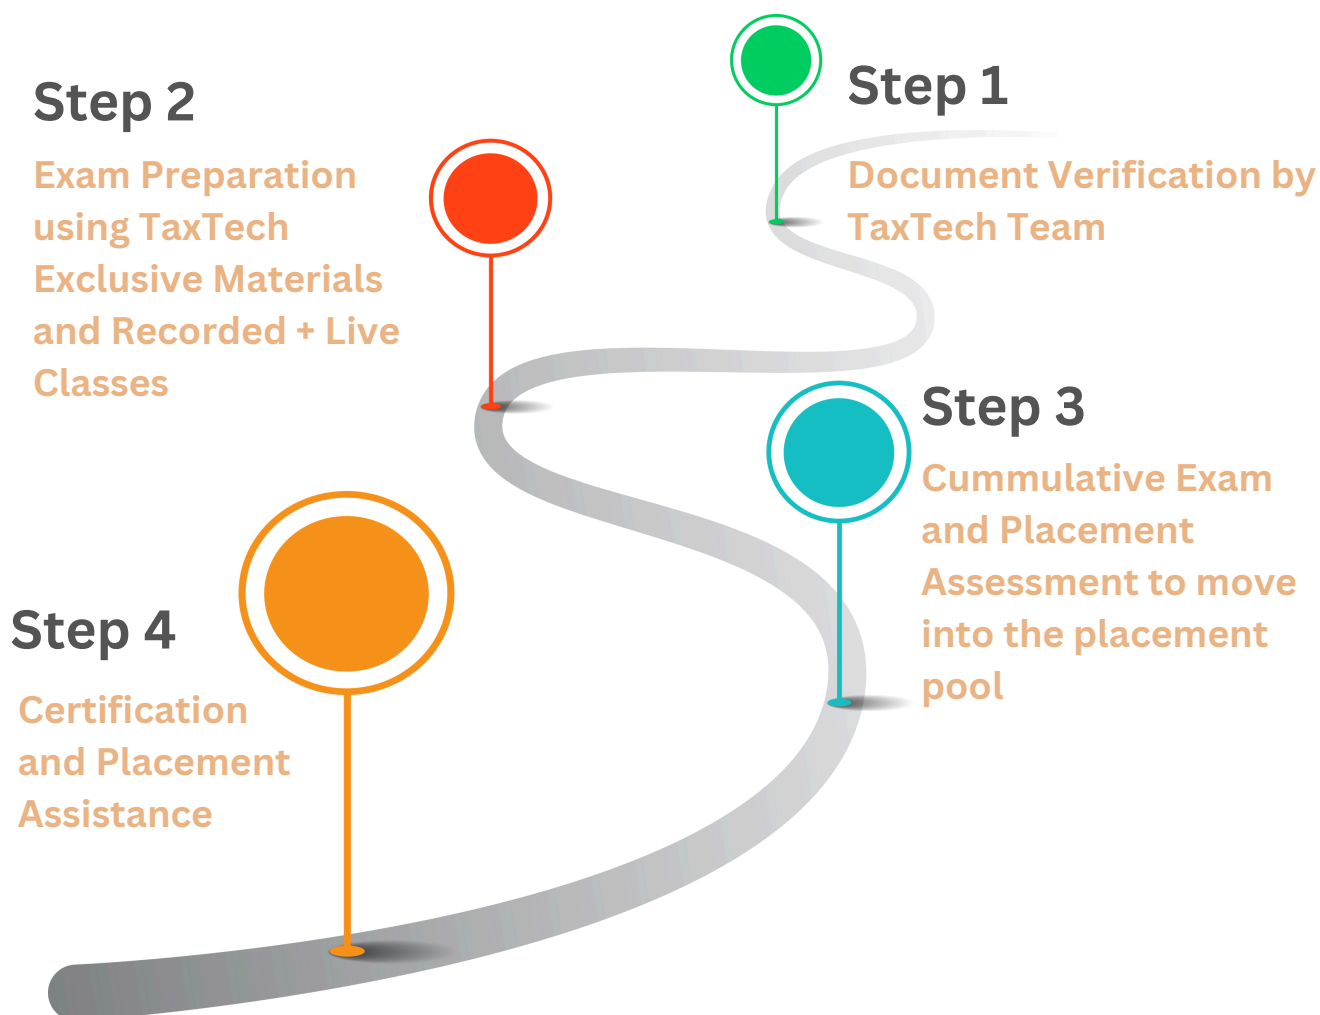 Step 1
Document Verification by
TaxTech Team
Step 2
Exam Preparation
using TaxTech
Exclusive Materials
and Recorded + Live
Classes
Step 3
Cummulative Exam
and Placement
Assessment to move
into the placement
pool
Step 4
Certification
and Placement
Assistance